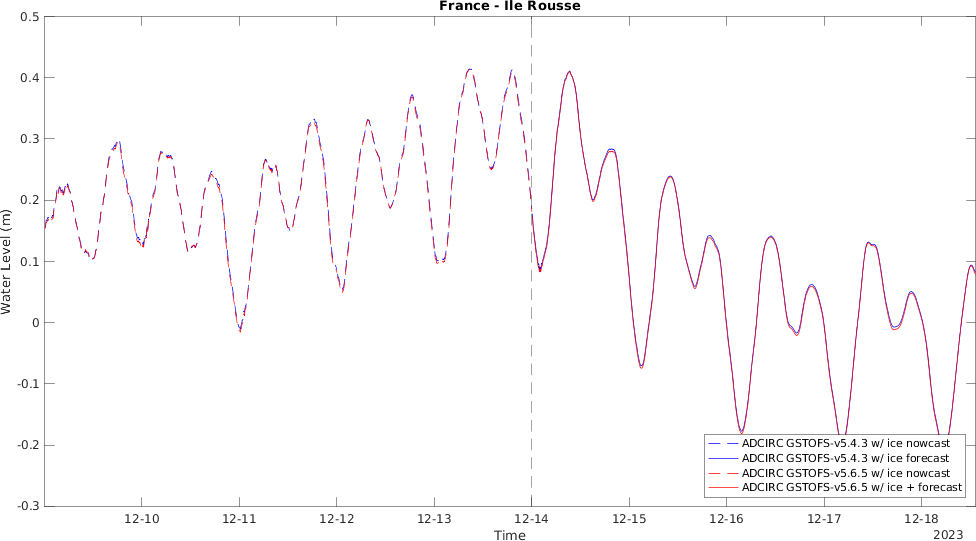 France - Ile Rousse
0.5
0.4
0.3
0.2
0.1
0
-0.1
-0.2
-0.3
Water Level (m)
ADCIRC GSTOFS-v5.4.3 w/ ice nowcast
ADCIRC GSTOFS-v5.4.3 w/ ice forecast
ADCIRC GSTOFS-v5.6.5 w/ ice nowcast
ADCIRC GSTOFS-v5.6.5 w/ ice + forecast
12-10 12-11 12-12 12-13 12-14 12-15 12-16 12-17 12-18
Time
2023